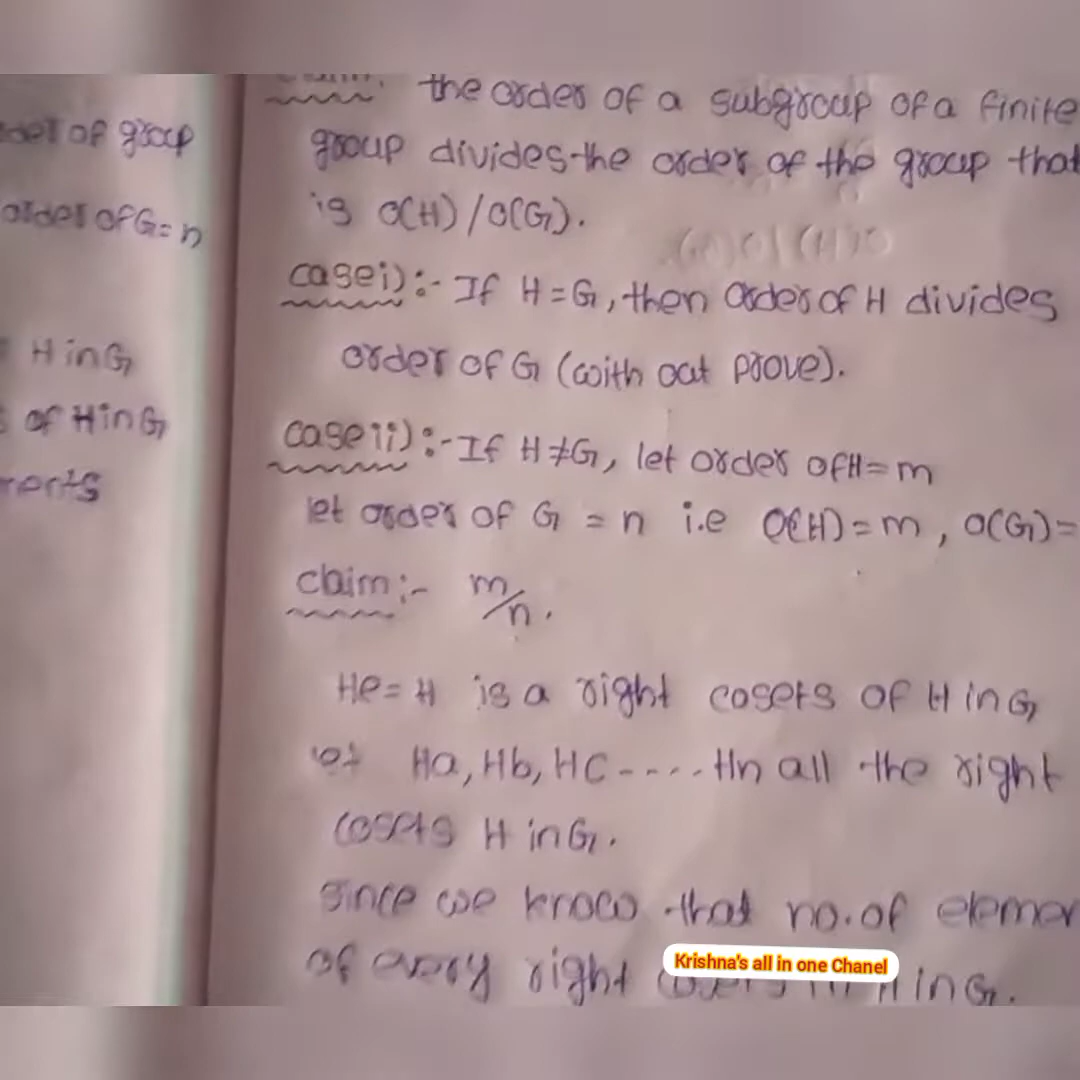 of group
order of G = n
H in G
of H in G
the order of a subgroup of a finite
group divides the order of the group that
is O(H) / O(G).
case i) :- If H = G, then order of H divides
order of G (with out prove).
case ii) :- If H ≠ G, let order of H = m
let order of G = n i.e O(H) = m, O(G) =
claim :- m/n.
He = H is a right cosets of H in G
let Ha, Hb, Hc ---- Hn all the right
cosets H in G.
since we know that no. of
of every right in G.
Krishna's all in one Chanel